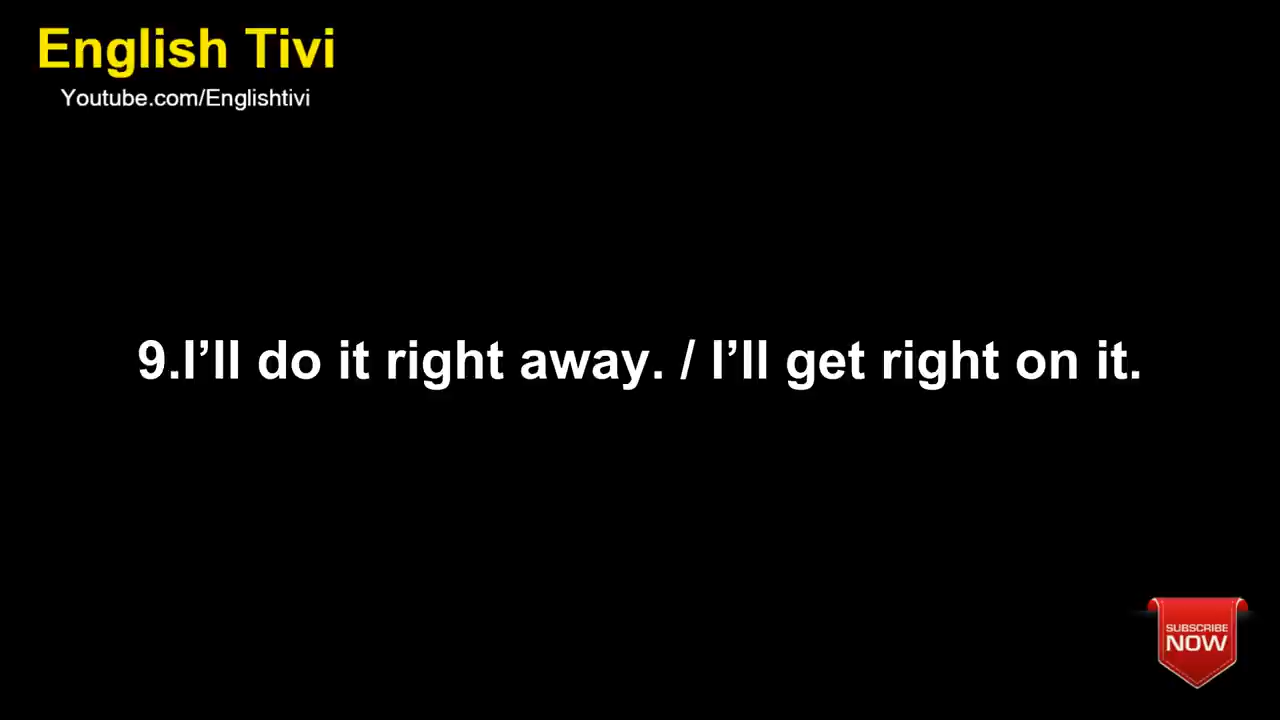 English Tivi
Youtube.com/Englishtivi
9.I’ll do it right away. / I’ll get right on it.
SUBSCRIBE
NOW